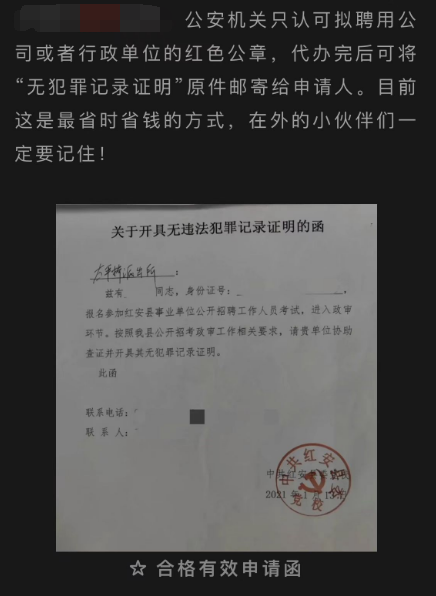 公安机关只认可拟聘用公
司或者行政单位的红色公章，代办完后可将
“无犯罪记录证明”原件邮寄给申请人。目前
这是最省时省钱的方式，在外的小伙伴们一
定要记住！
关于开具无违法犯罪记录证明的函
派出所：
兹有 同志，身份证号：
报名参加红安县事业单位公开招聘工作人员考试，进入政审
环节。按照我县公开招考政审工作相关要求，请贵单位协助
查证并开具其无犯罪记录证明。
此函
联系电话：
联 系 人：
中共红安县委党校
2021年1月
☆ 合格有效申请函